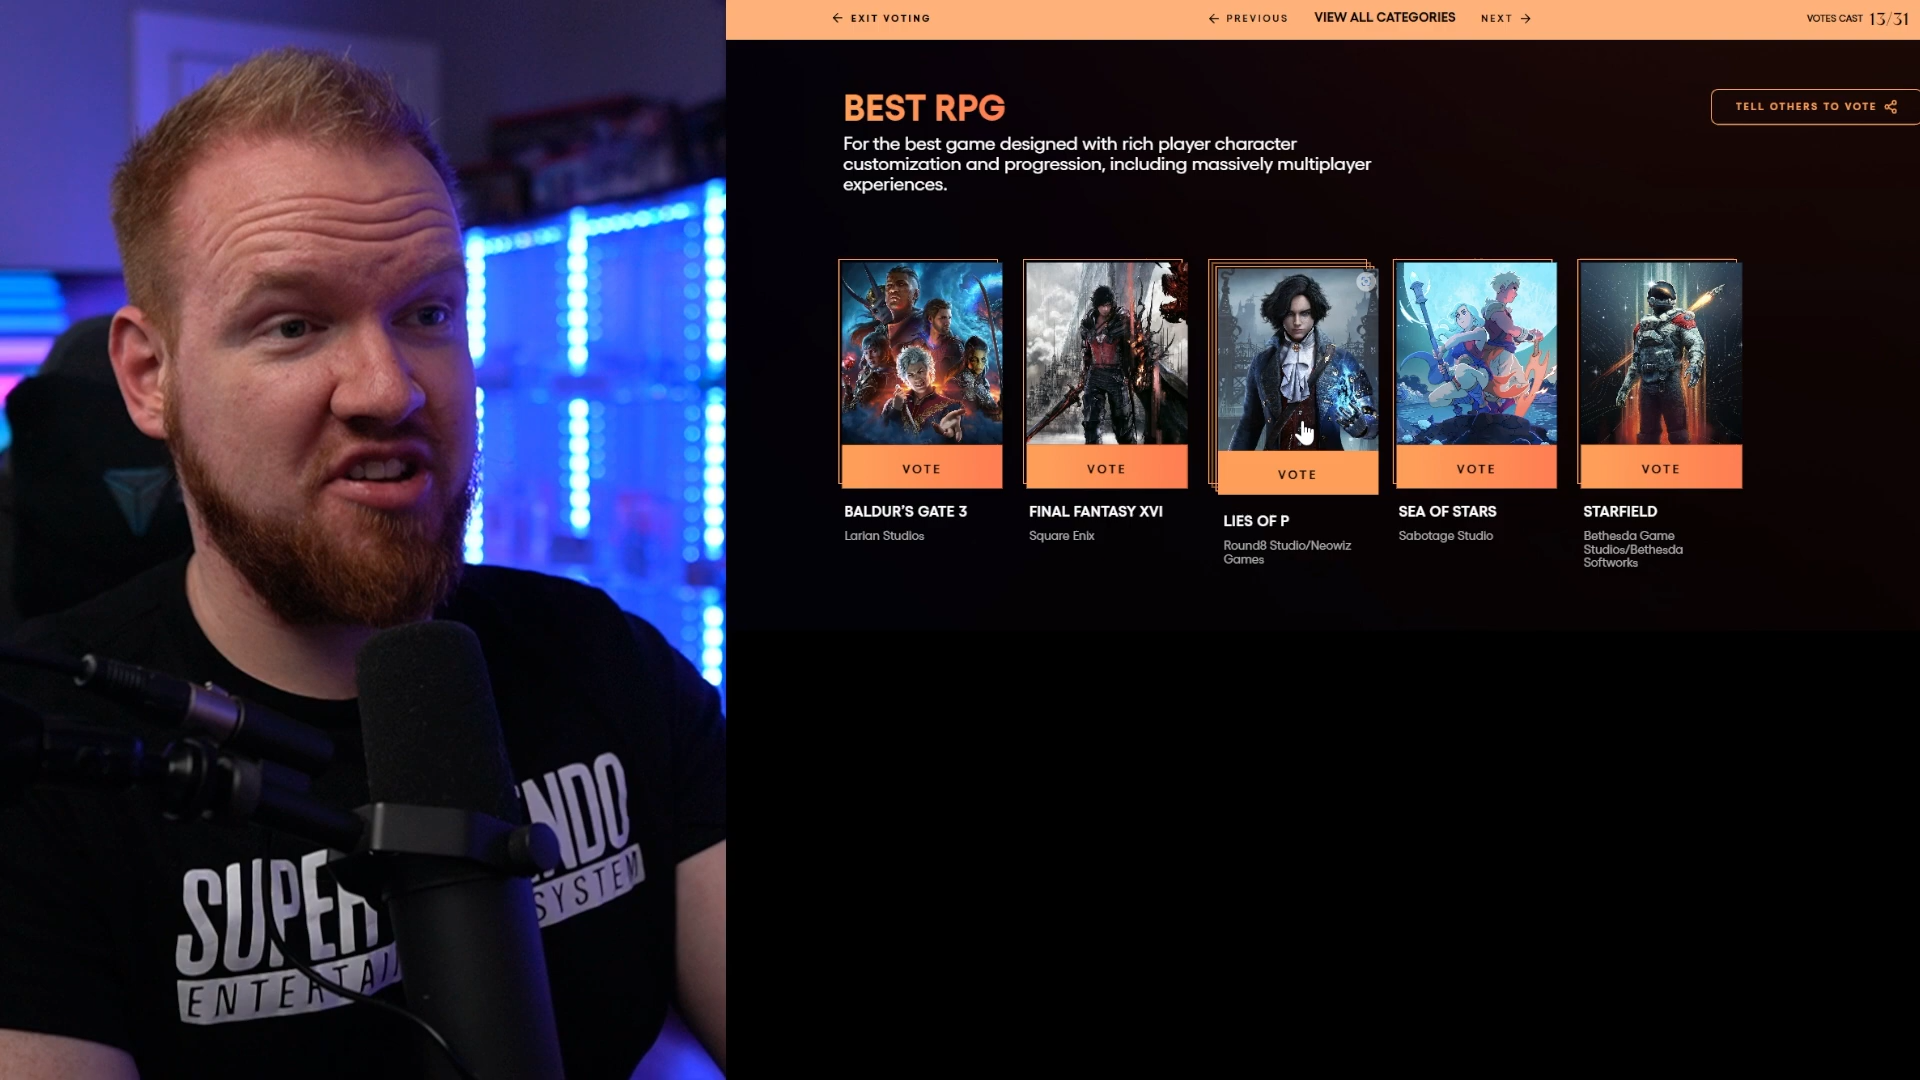 EXIT VOTING
PREVIOUS
VIEW ALL CATEGORIES
NEXT
VOTES CAST 13/31
BEST RPG
TELL OTHERS TO VOTE
For the best game designed with rich player character
customization and progression, including massively multiplayer
experiences.
VOTE
VOTE
VOTE
VOTE
VOTE
BALDUR'S GATE 3
Larian Studios
FINAL FANTASY XVI
Square Enix
LIES OF P
Round8 Studio/Neowiz
Games
SEA OF STARS
Sabotage Studio
STARFIELD
Bethesda Game
Studios/Bethesda
Softworks
SUPER
SYSTEM